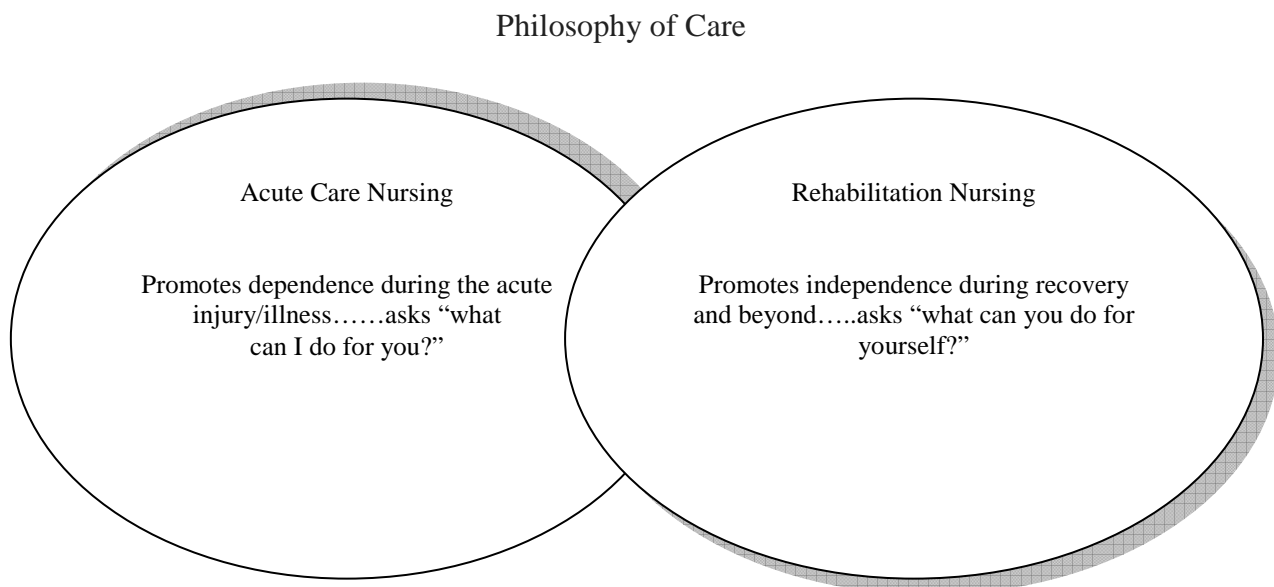 Philosophy of Care
Acute Care Nursing
Promotes dependence during the acute
injury/illness……asks “what
can I do for you?”
Rehabilitation Nursing
Promotes independence during recovery
and beyond…..asks “what can you do for
yourself?”